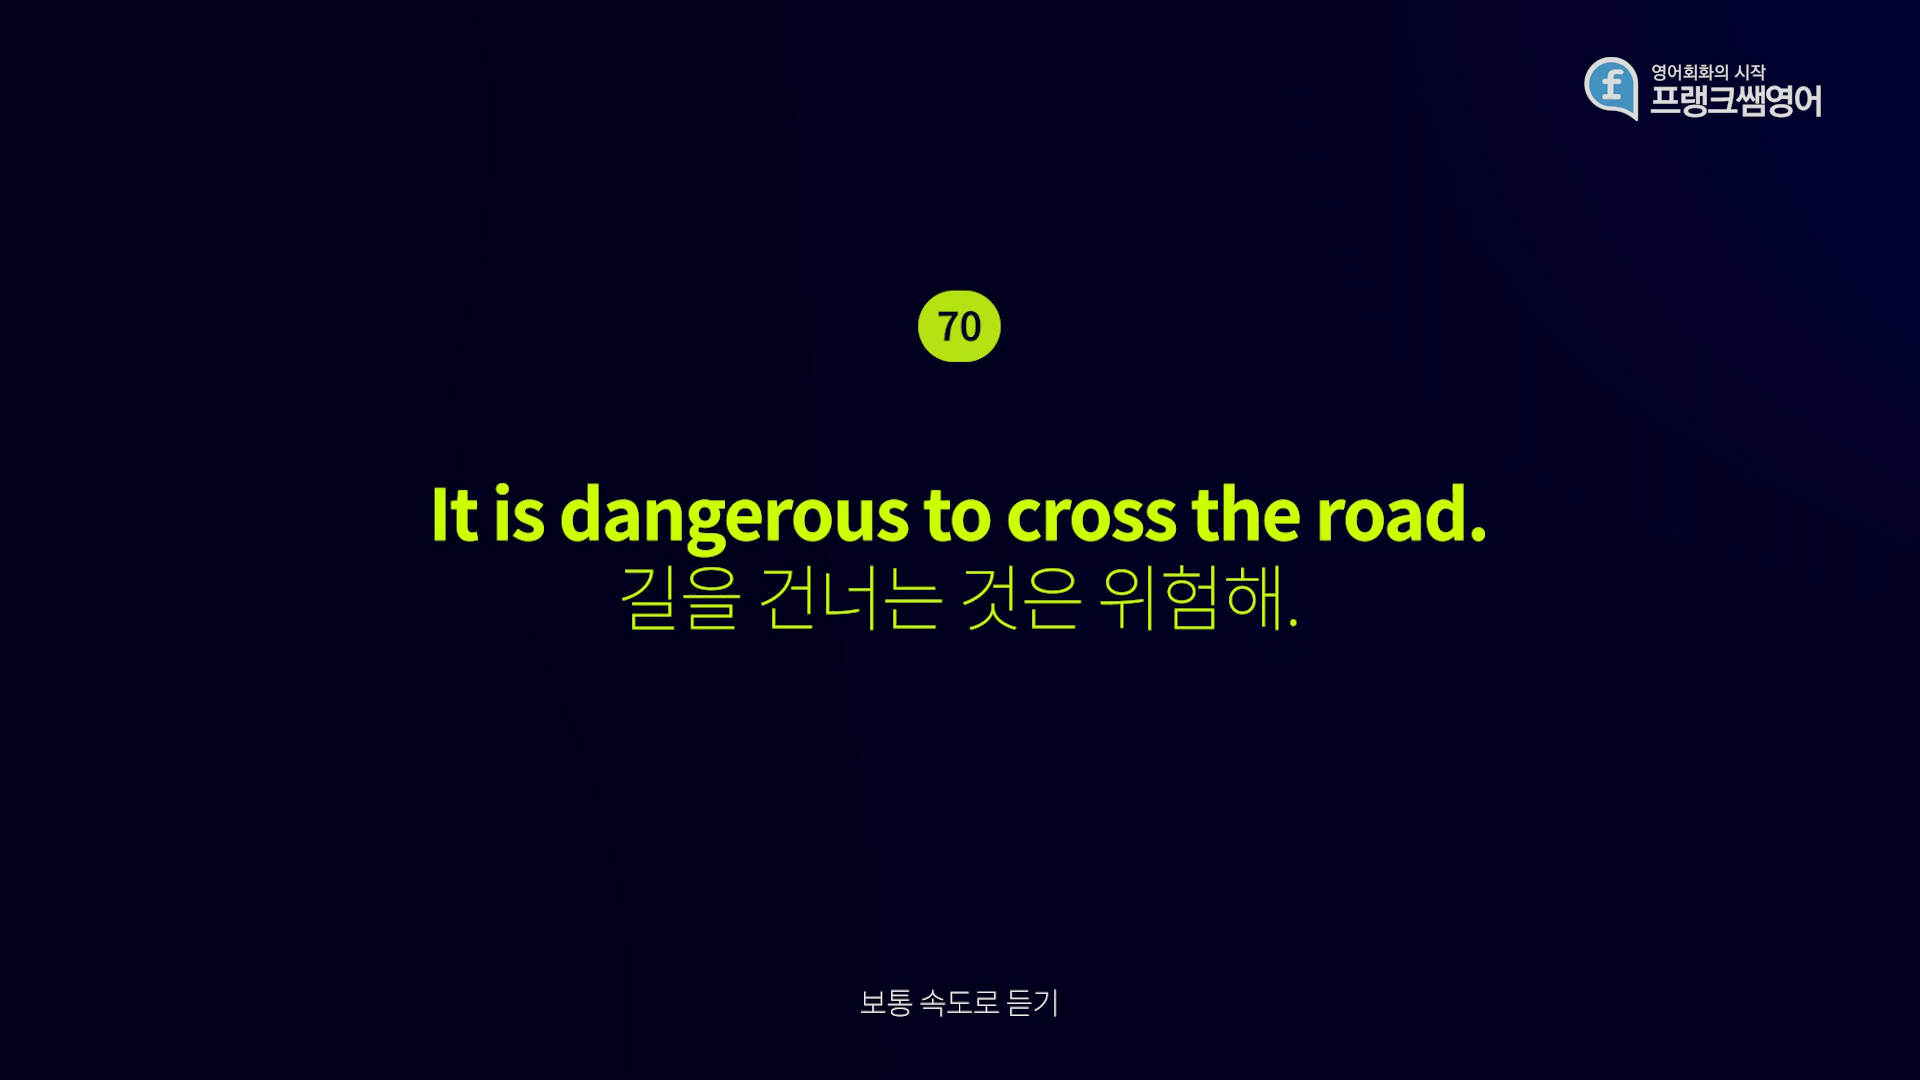 영어회화의 시작
프랭크쌤영어
70
It is dangerous to cross the road.
길을 건너는 것은 위험해.
보통 속도로 듣기